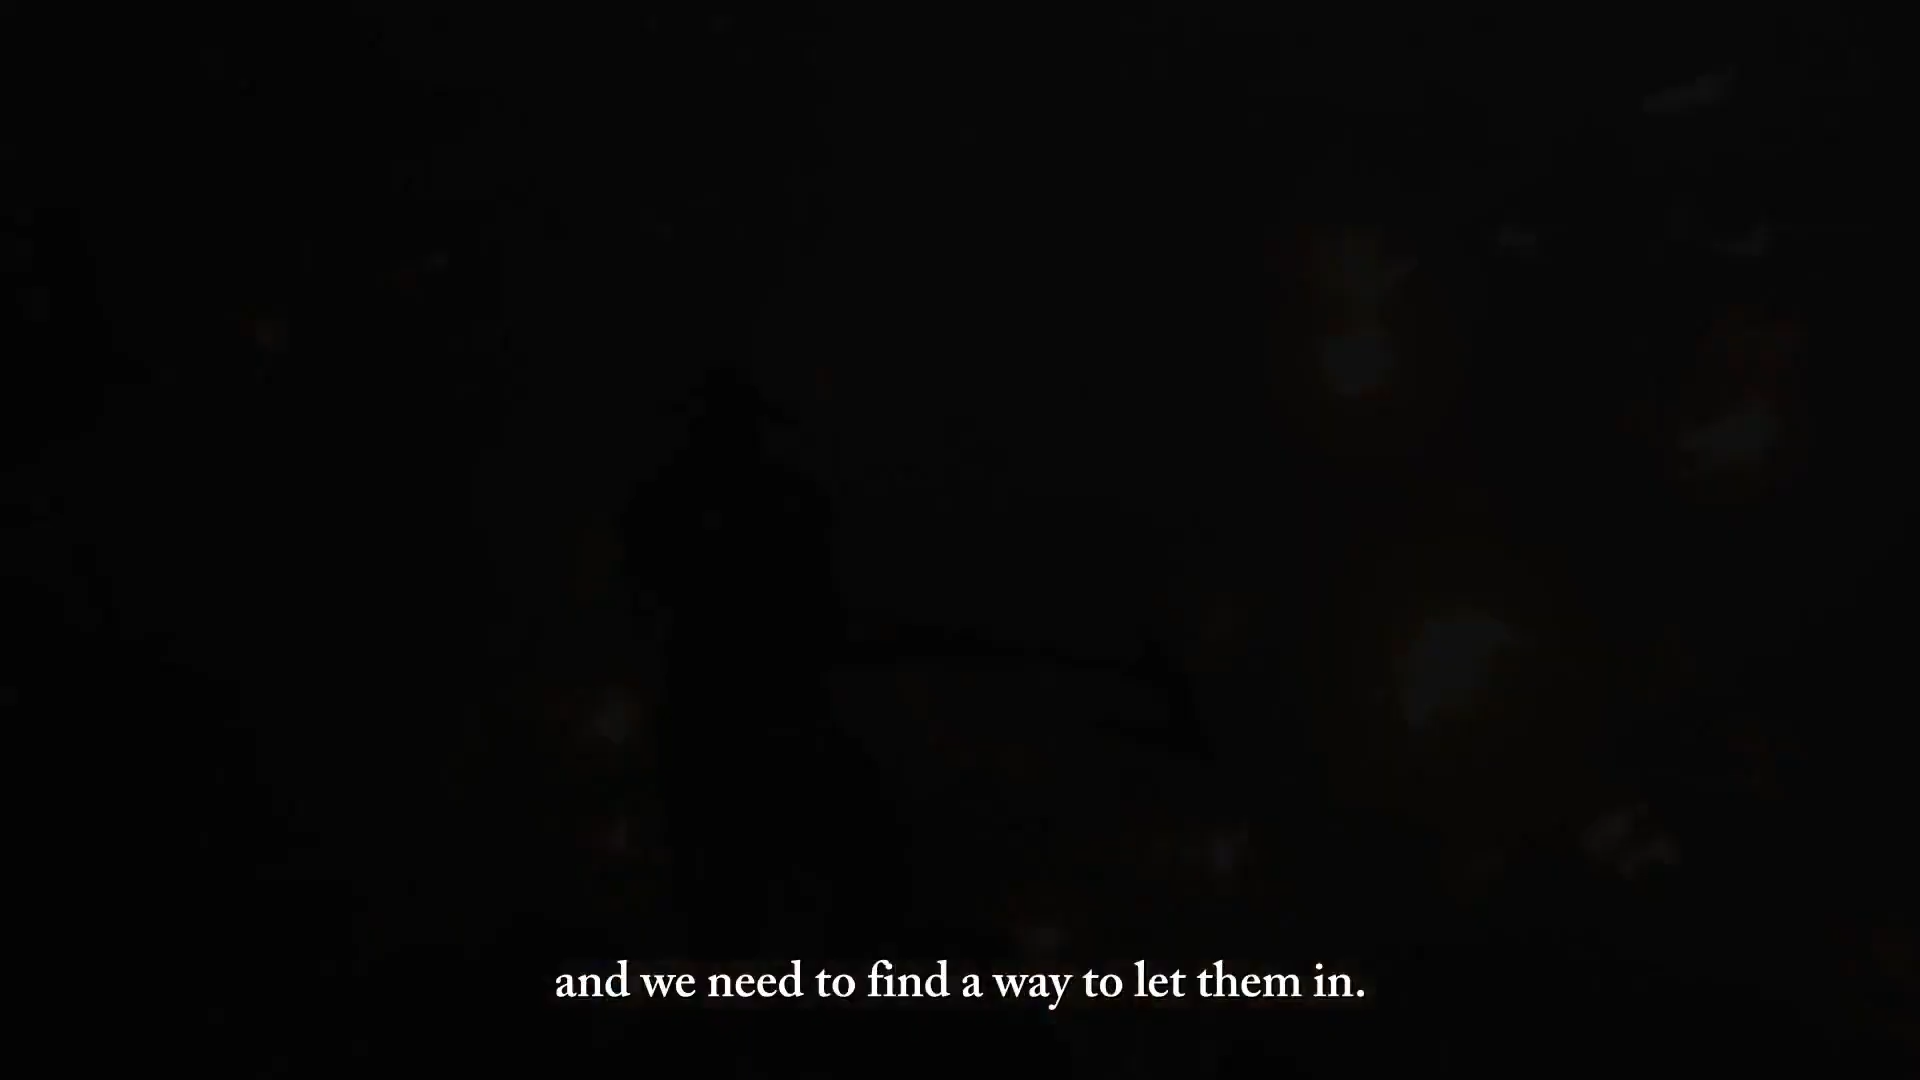 and we need to find a way to let them in.